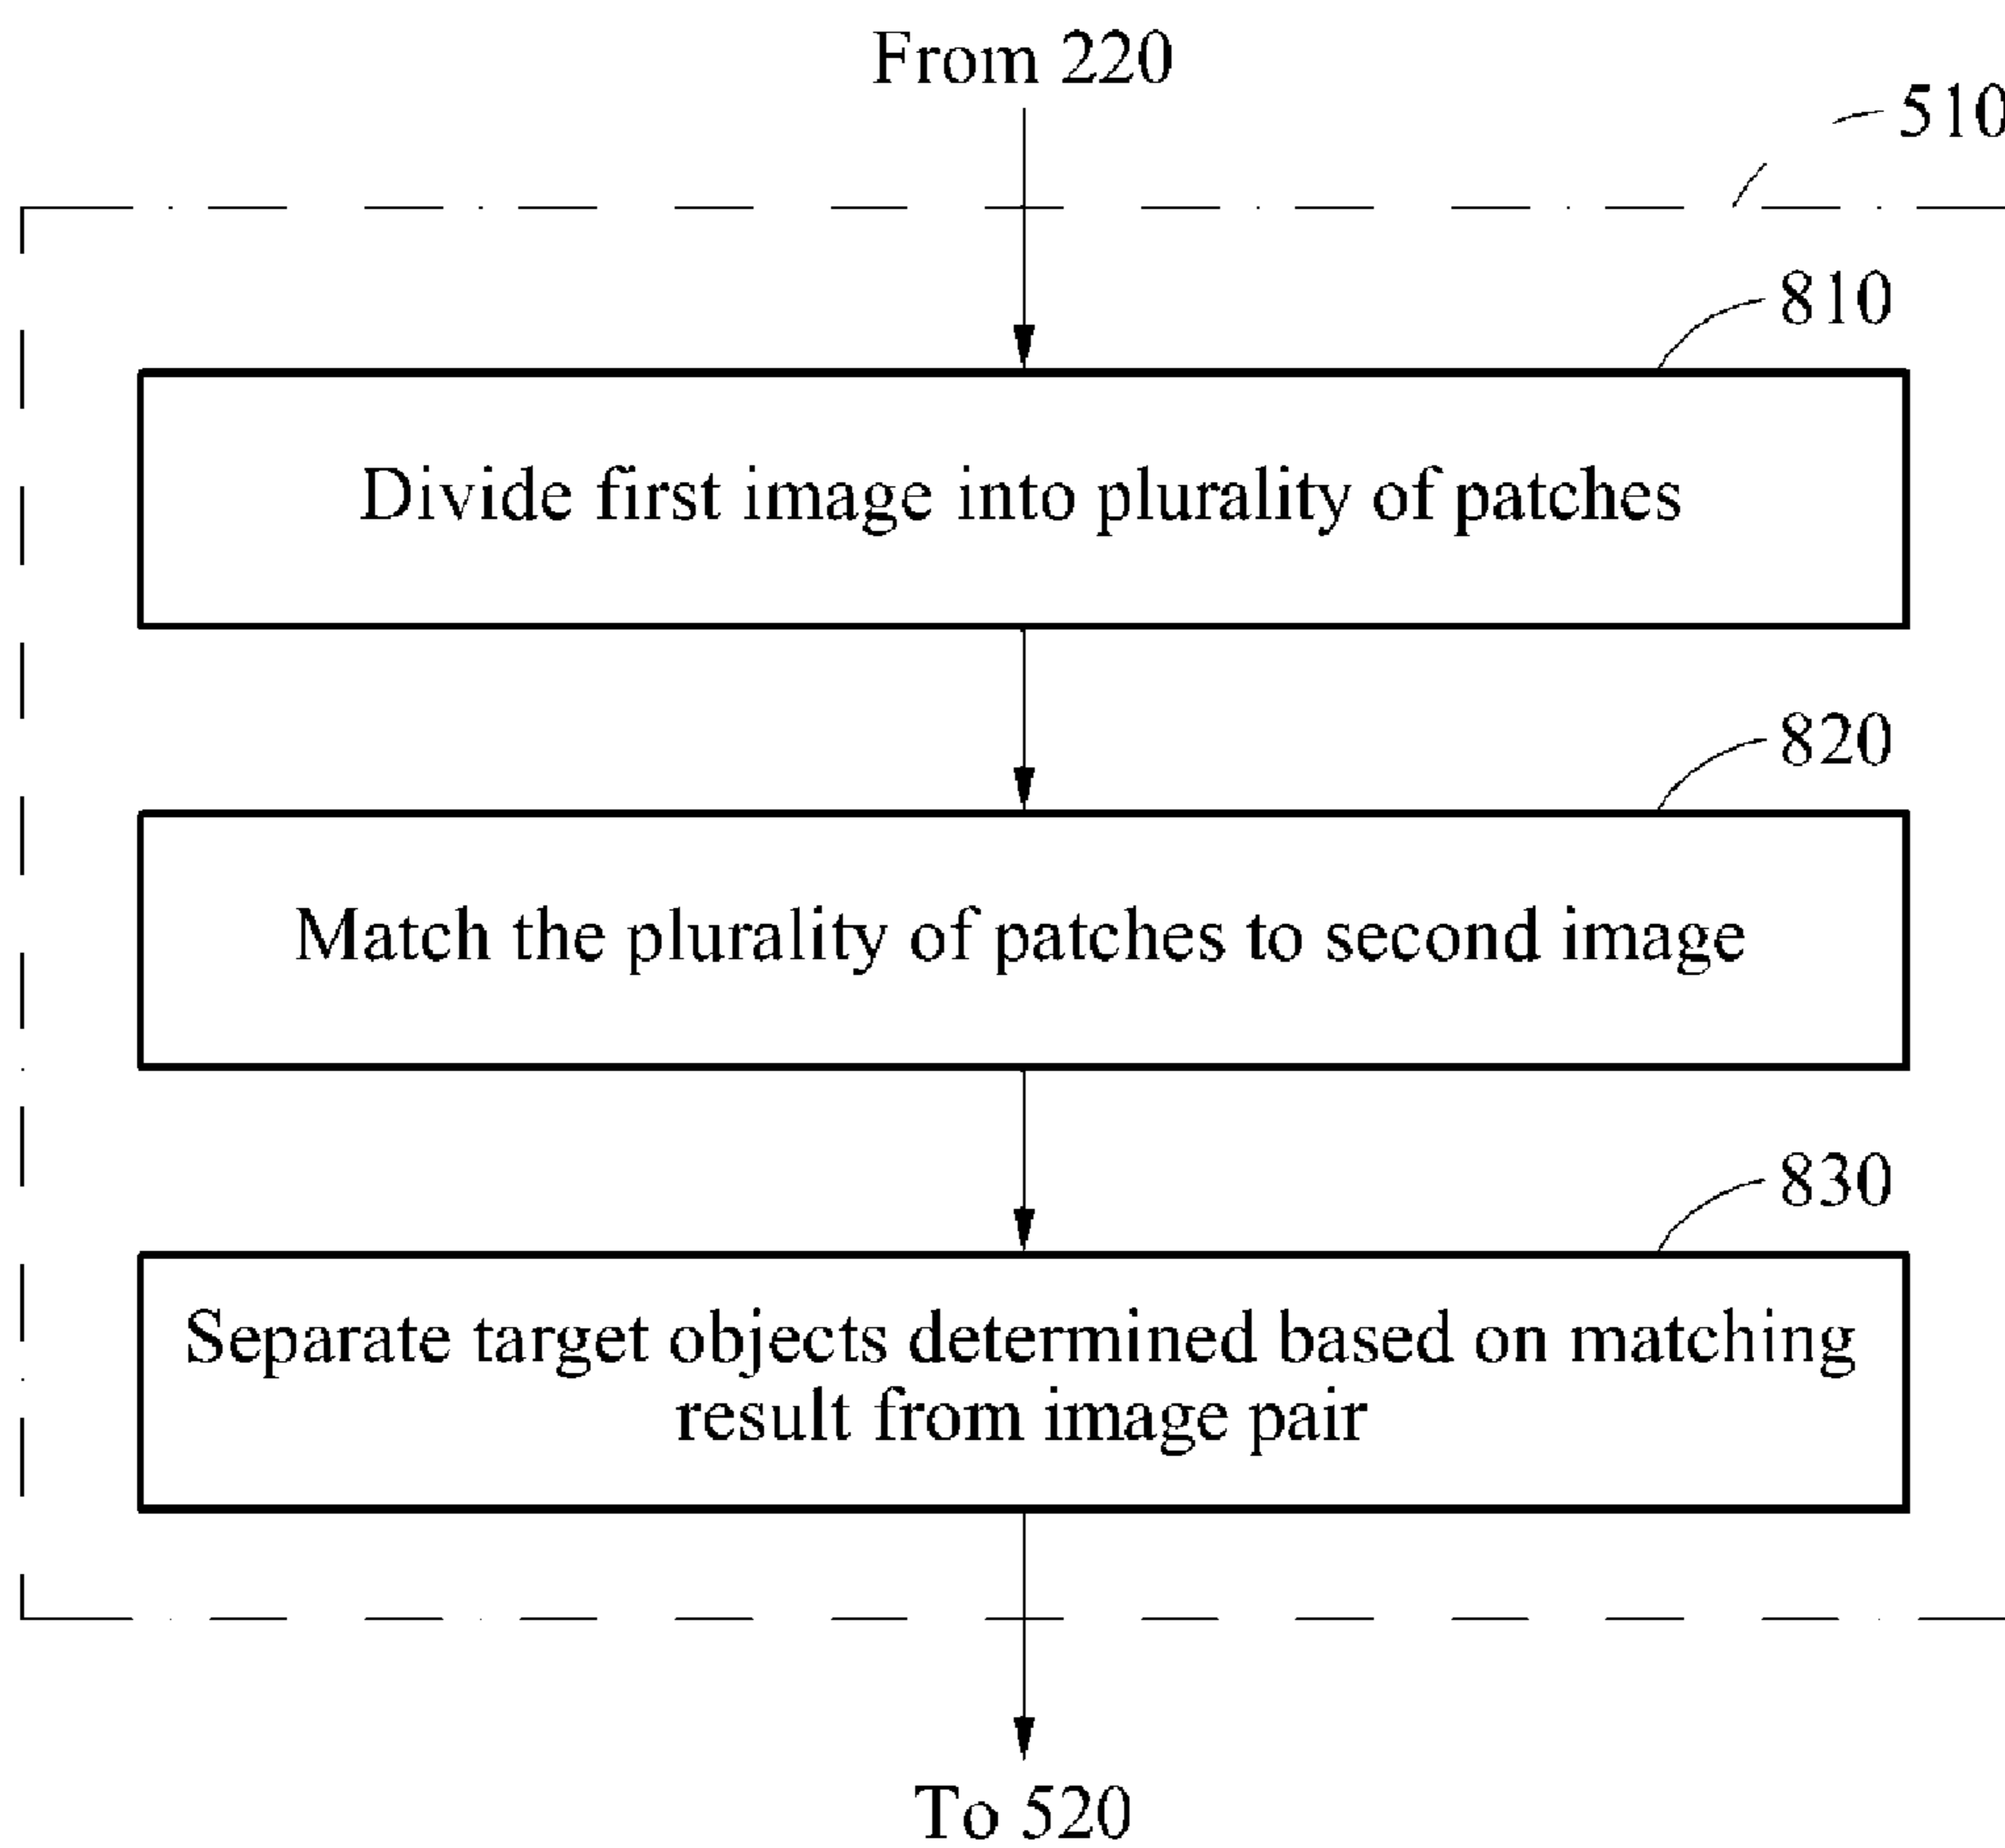 From 220
510
810
Divide first image into plurality of patches
820
Match the plurality of patches to second image
830
Separate target objects determined based on matching
result from image pair
To 520